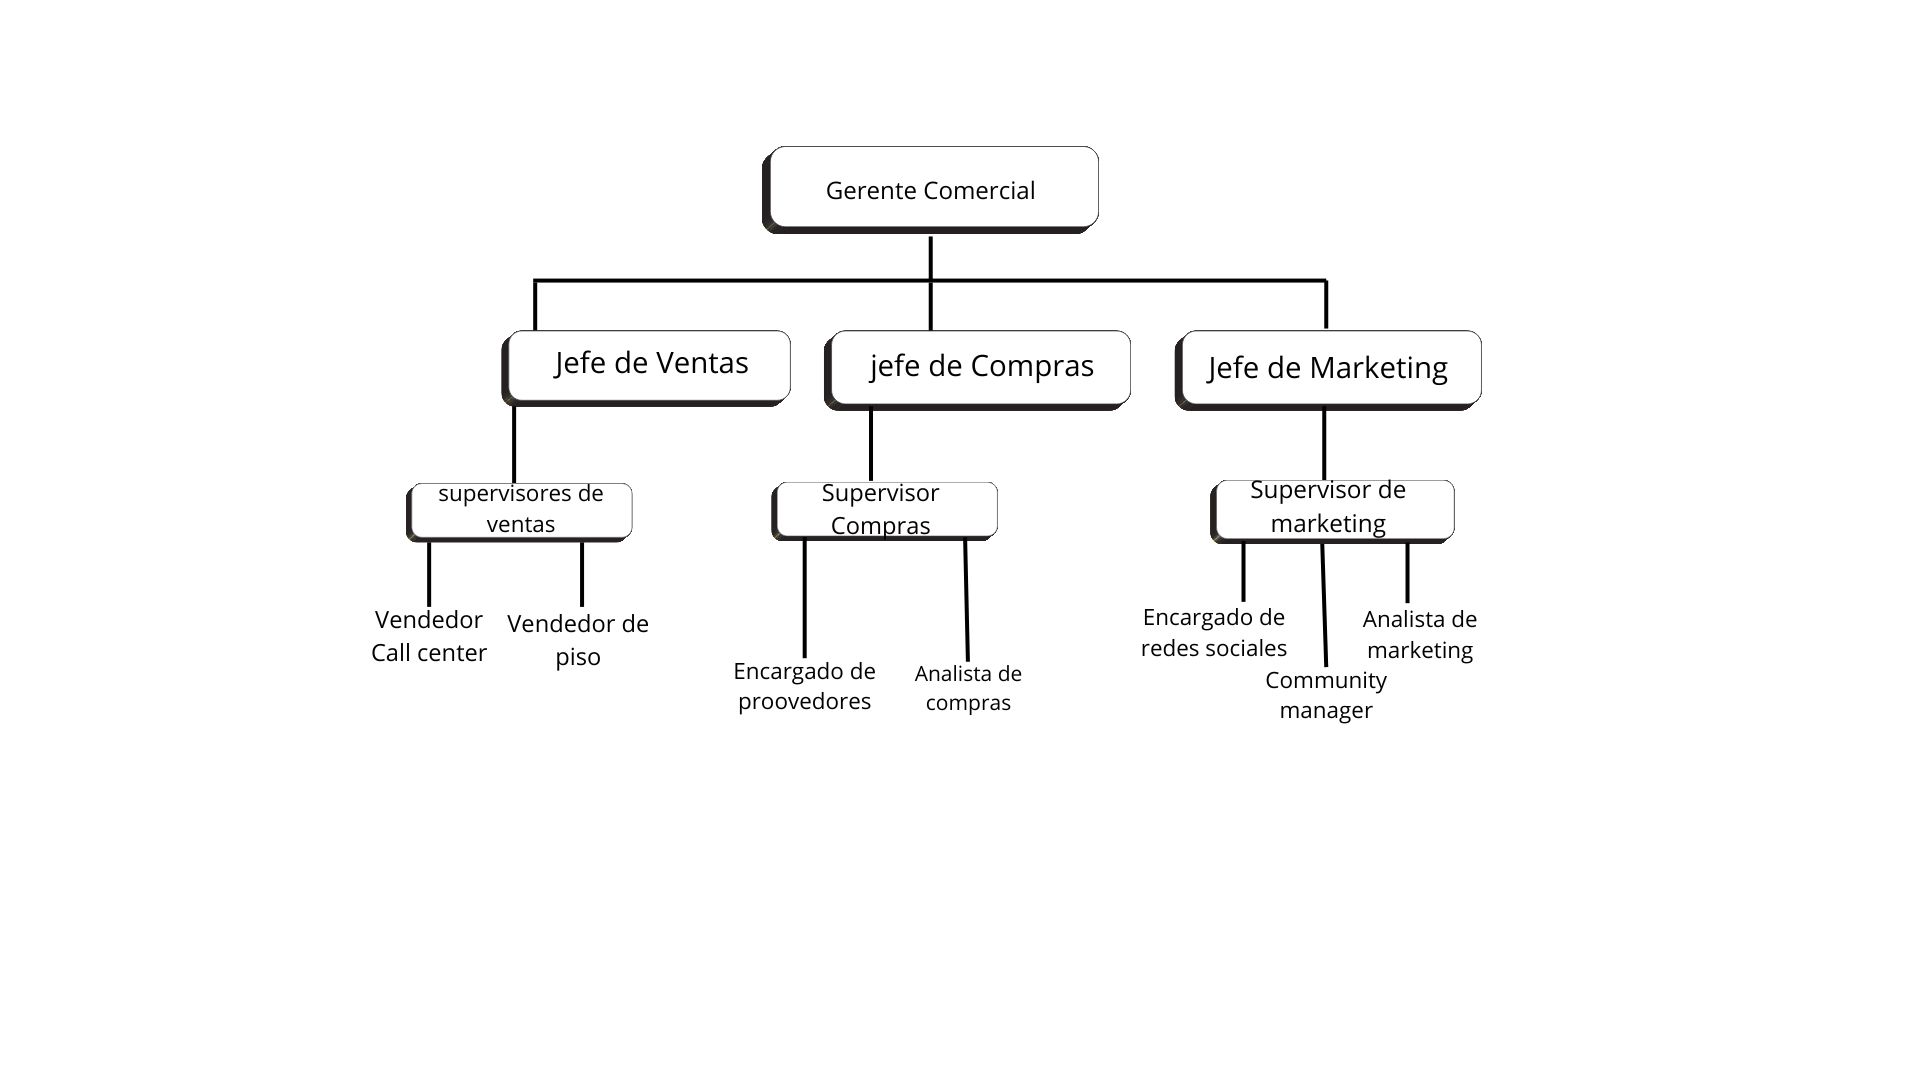 Gerente Comercial
Jefe de Ventas
jefe de Compras
Jefe de Marketing
supervisores de
ventas
Supervisor
Compras
Supervisor de
marketing
Vendedor
Call center
Vendedor de
piso
Encargado de
proovedores
Analista de
compras
Encargado de
redes sociales
Community
manager
Analista de
marketing